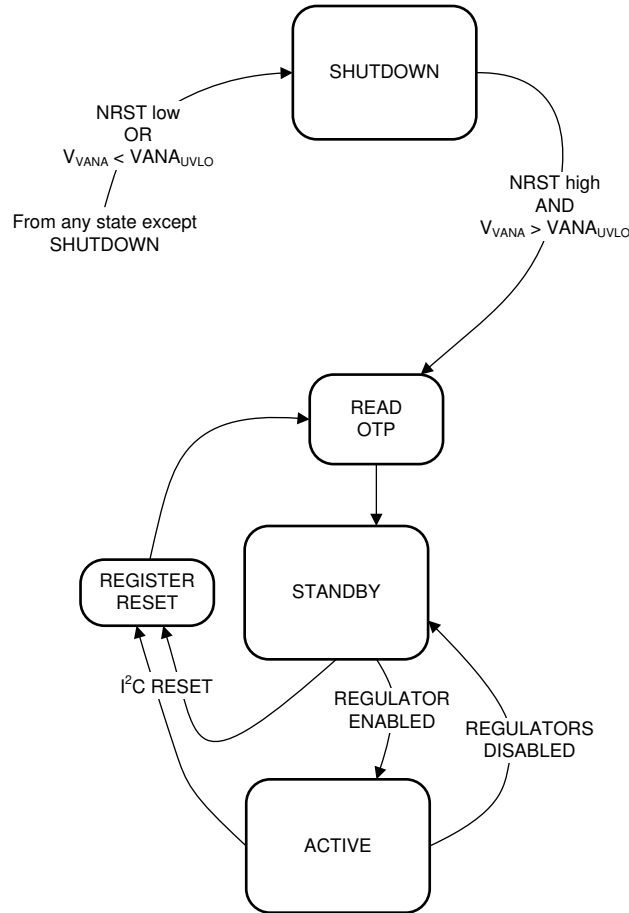 SHUTDOWN
NRST low
OR
V_VANA < VANA_UVLO
From any state except
SHUTDOWN
NRST high
AND
V_VANA > VANA_UVLO
READ
OTP
REGISTER
RESET
STANDBY
I²C RESET
REGULATOR
ENABLED
REGULATORS
DISABLED
ACTIVE